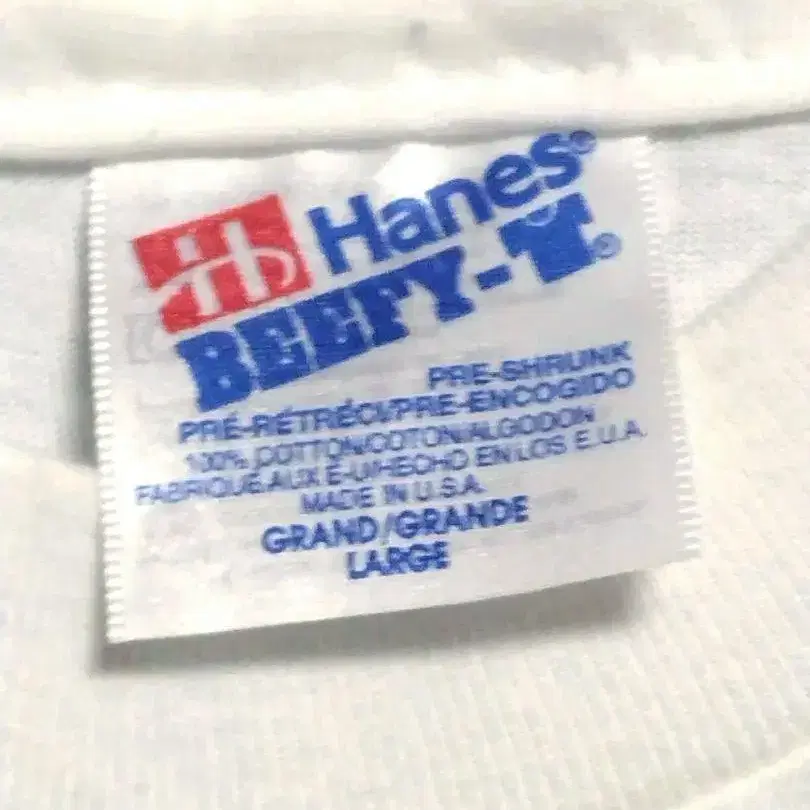 Hanes®
BEEFY-T®
PRE-SHRUNK
PRÉ-RÉTRÉCI/PRE-ENCOGIDO
100% COTTON/COTON/ALGODON
FABRIQUÉ AUX É-U/HECHO EN LOS E.U.A.
MADE IN U.S.A.
GRAND/GRANDE
LARGE